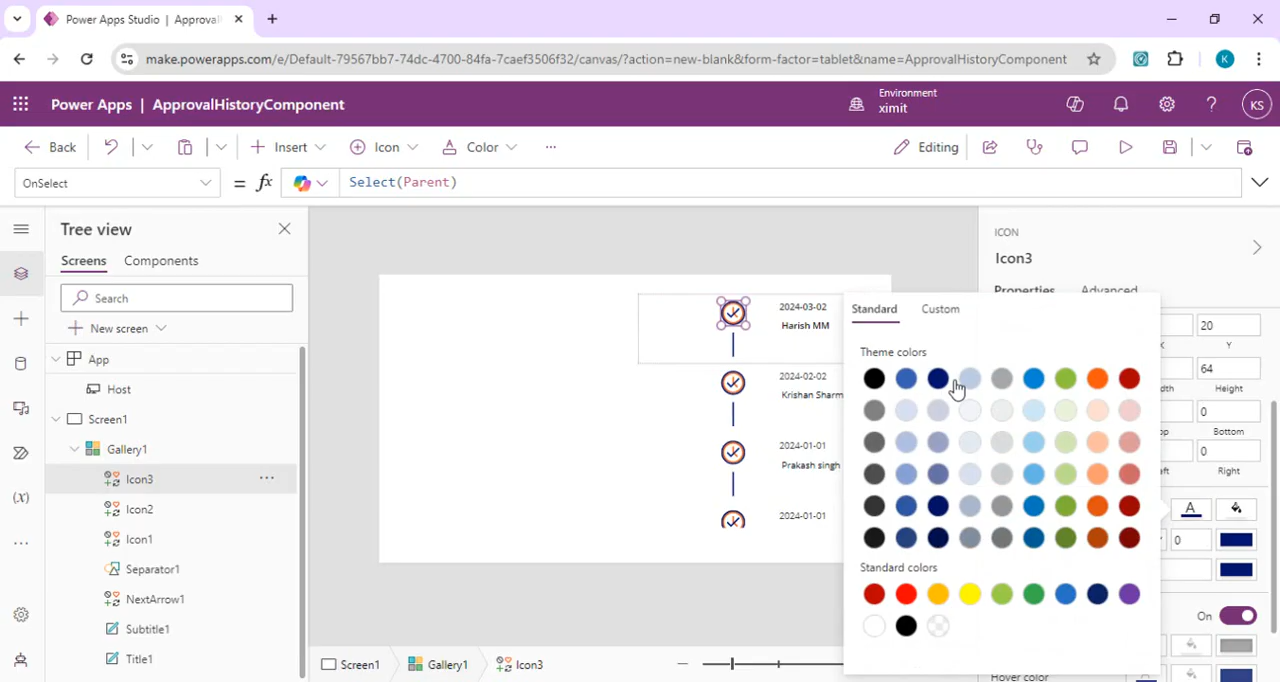 Power Apps Studio | Approval
make.powerapps.com/e/Default-79567bb7-74dc-4700-84fa-7caef3506f32/canvas/?action=new-blank&form-factor=tablet&name=ApprovalHistoryComponent
K
Power Apps | ApprovalHistoryComponent
Environment
ximit
?
KS
Back
Insert
Icon
Color
...
Editing
OnSelect
= fx
Select(Parent)
Tree view
Screens
Components
Search
New screen
App
Host
Screen1
Gallery1
Icon3
...
Icon2
Icon1
Separator1
NextArrow1
Subtitle1
Title1
2024-03-02
Harish MM
2024-02-02
Krishan Sharm
2024-01-01
Prakash singh
2024-01-01
Screen1
Gallery1
Icon3
Standard
Custom
Theme colors
Standard colors
ICON
Icon3
Properties
Advanced
20
X
Y
64
Height
0
Bottom
0
Right
A
0
On
Hover color